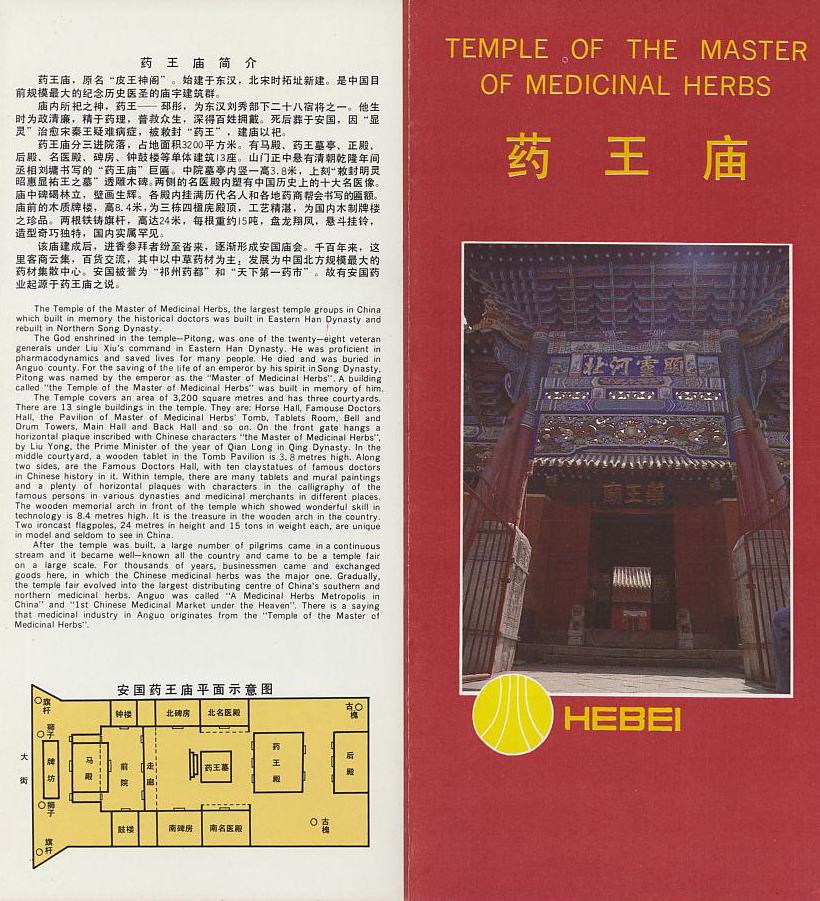 药王庙简介
药王庙，原名“皮王神阁”。始建于东汉，北宋时拓址新建。是中国目
前规模最大的纪念历史医圣的庙宇建筑群。
庙内所祀之神，药王——邳彤，为东汉刘秀部下二十八宿将之一。他生
时为政清廉，精于药理，普救众生，深得百姓拥戴。死后葬于安国，因“显
灵”治愈宋秦王疑难病症，被敕封“药王”，建庙以祀。
药王庙分三进院落，占地面积3200平方米。有马殿、药王墓亭、正殿、
后殿、名医殿、碑房、钟鼓楼等单体建筑13座。山门正中悬有清朝乾隆年间
丞相刘墉书写的“药王庙”巨匾。中院墓亭内竖一高3.8米，上刻“敕封明灵
昭惠显祐王之墓”透雕木碑。两侧的名医殿内塑有中国历史上的十大名医像。
庙中碑碣林立，壁画生辉。各殿内挂满历代名人和各地药商帮会书写的匾额。
庙前的木质牌楼，高8.4米，为三栋四楹庑殿顶，工艺精湛，为国内木制牌楼
之珍品。两根铁铸旗杆，高达24米，每根重约15吨，盘龙翔凤，悬斗挂铃，
造型奇巧独特，国内实属罕见。
该庙建成后，进香参拜者纷至沓来，逐渐形成安国庙会。千百年来，这
里客商云集，百货交流，其中以中草药材为主；发展为中国北方规模最大的
药材集散中心。安国被誉为“祁州药都”和“天下第一药市”。故有安国药
业起源于药王庙之说。
The Temple of the Master of Medicinal Herbs, the largest temple groups in China
which built in memory the historical doctors was built in Eastern Han Dynasty and
rebuilt in Northern Song Dynasty.
The God enshrined in the temple—Pitong, was one of the twenty—eight veteran
generals under Liu Xiu's command in Eastern Han Dynasty. He was proficient in
pharmacodynamics and saved lives for many people. He died and was buried in
Anguo county. For the saving of the life of an emperor by his spirit in Song Dynasty,
Pitong was named by the emperor as the "Master of Medicinal Herbs". A building
called "the Temple of the Master of Medicinal Herbs" was built in memory of him.
The Temple covers an area of 3,200 square metres and has three courtyards.
There are 13 single buildings in the temple. They are: Horse Hall, Famouse Doctors
Hall, the Pavilion of Master of Medicinal Herbs' Tomb, Tablets Room, Bell and
Drum Towers, Main Hall and Back Hall and so on. On the front gate hangs a
horizontal plaque inscribed with Chinese characters "the Master of Medicinal Herbs",
by Liu Yong, the Prime Minister of the year of Qian Long in Qing Dynasty. In the
middle courtyard, a wooden tablet in the Tomb Pavilion is 3.8 metres high. Along
two sides, are the Famous Doctors Hall, with ten claystatues of famous doctors
in Chinese history in it. Within temple, there are many tablets and mural paintings
and a plenty of horizontal plaques with characters in the calligraphy of the
famous persons in various dynasties and medicinal merchants in different places.
The wooden memorial arch in front of the temple which showed wonderful skill in
technology is 8.4 metres high. It is the treasure in the wooden arch in the country.
Two ironcast flagpoles, 24 metres in height and 15 tons in weight each, are unique
in model and seldom to see in China.
After the temple was built, a large number of pilgrims came in a continuous
stream and it became well—known all the country and came to be a temple fair
on a large scale. For thousands of years, businessmen came and exchanged
goods here, in which the Chinese medicinal herbs was the major one. Gradually,
the temple fair evolved into the largest distributing centre of China's southern and
northern medicinal herbs. Anguo was called "A Medicinal Herbs Metropolis in
China" and "1st Chinese Medicinal Market under the Heaven". There is a saying
that medicinal industry in Anguo originates from the "Temple of the Master of
Medicinal Herbs".
安国药王庙平面示意图
旗杆
钟楼
北碑房
北名医殿
古槐
狮子
大街
牌坊
马殿
前院
走廊
药王墓
药王殿
后殿
狮子
旗杆
鼓楼
南碑房
南名医殿
古槐
TEMPLE OF THE MASTER
OF MEDICINAL HERBS
药王庙
顯靈河北
藥王廟
HEBEI